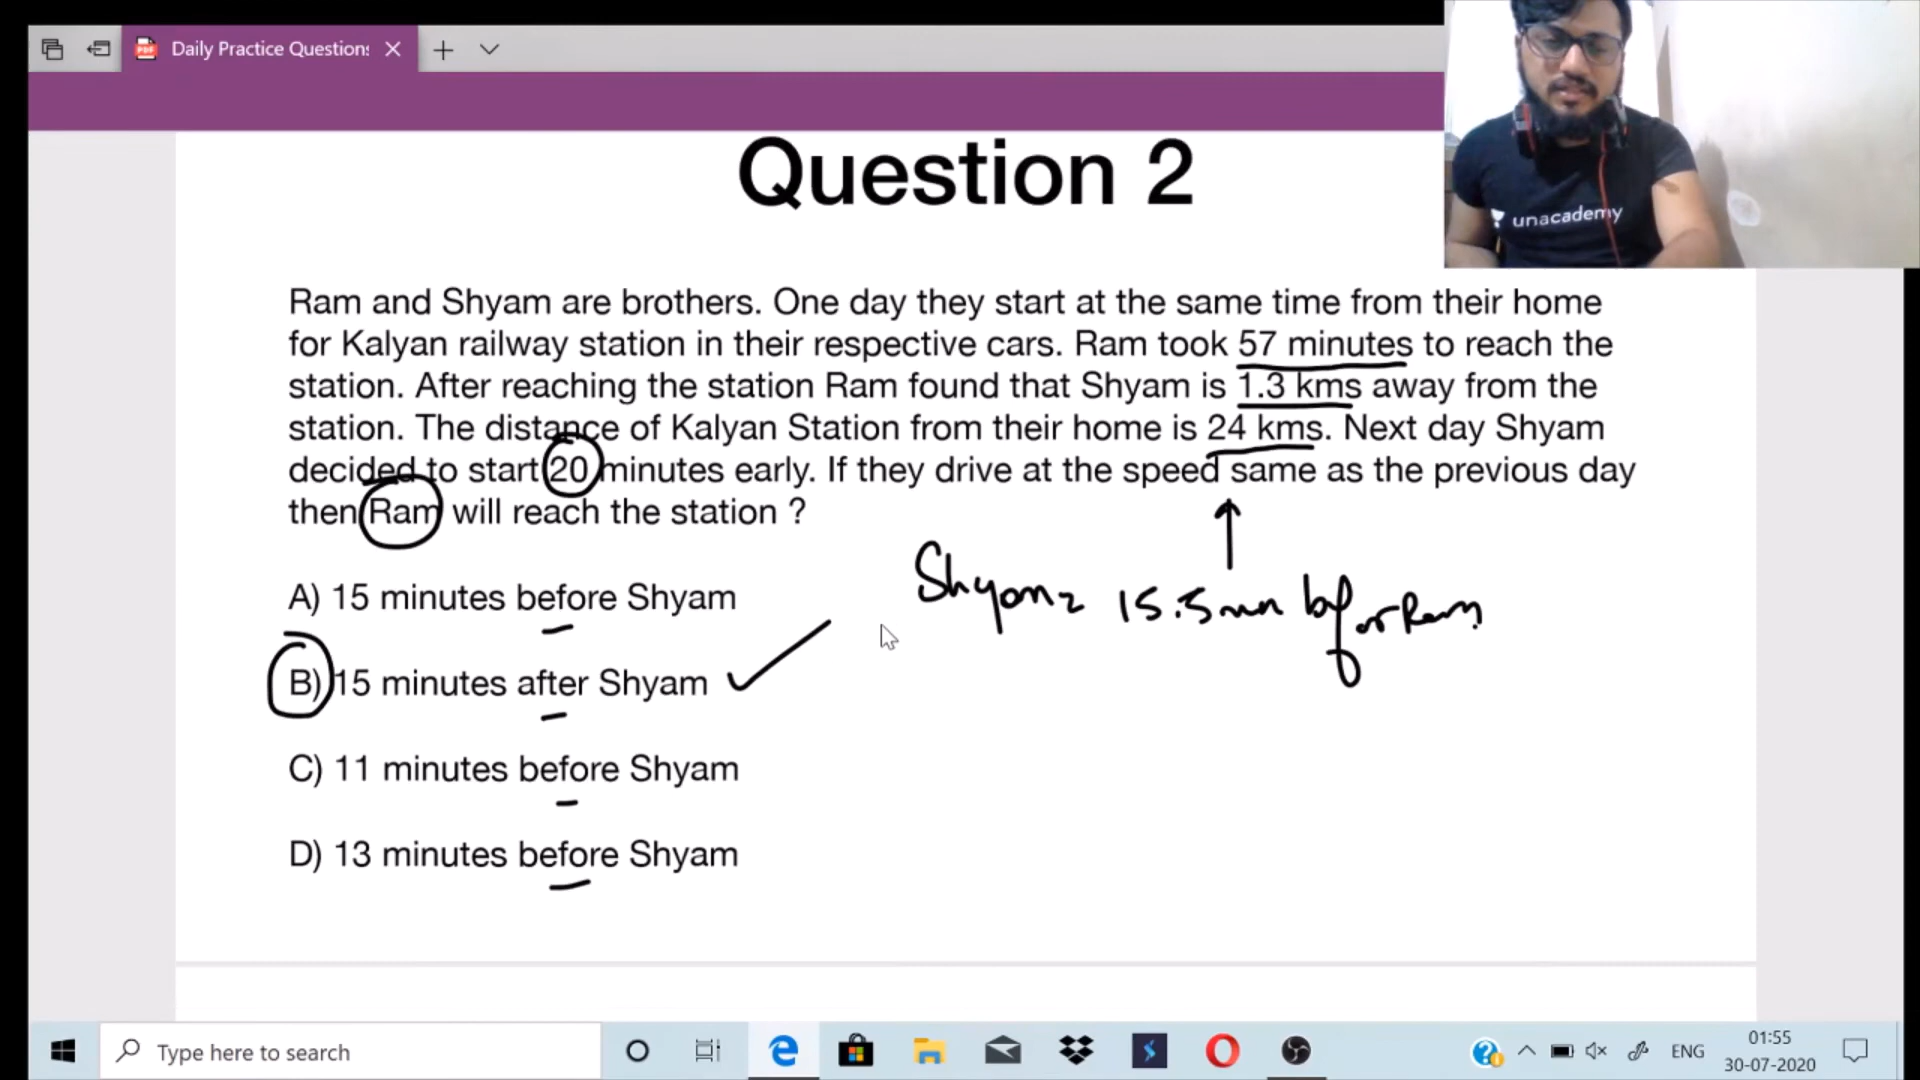 Daily Practice Questions
unacademy
Question 2
Ram and Shyam are brothers. One day they start at the same time from their home
for Kalyan railway station in their respective cars. Ram took 57 minutes to reach the
station. After reaching the station Ram found that Shyam is 1.3 kms away from the
station. The distance of Kalyan Station from their home is 24 kms. Next day Shyam
decided to start 20 minutes early. If they drive at the speed same as the previous day
then Ram will reach the station ?
A) 15 minutes before Shyam
Shyam 15.5 min before Ram
B) 15 minutes after Shyam
C) 11 minutes before Shyam
D) 13 minutes before Shyam
Type here to search
ENG
01:55
30-07-2020